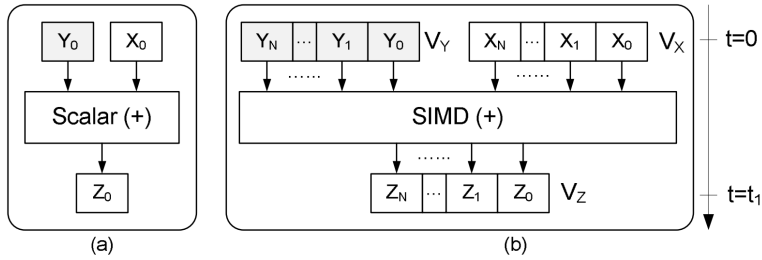 Y0 X0
Scalar (+)
Z0
(a)
YN ... Y1 Y0 VY XN ... X1 X0 VX
...... ......
SIMD (+)
......
ZN ... Z1 Z0 VZ
(b)
t=0
t=t1